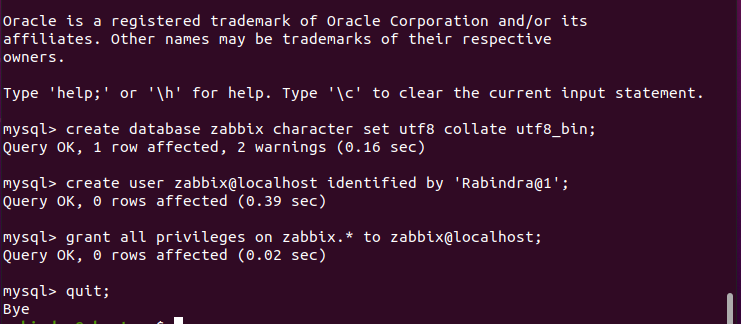 Oracle is a registered trademark of Oracle Corporation and/or its
affiliates. Other names may be trademarks of their respective
owners.
Type 'help;' or '\h' for help. Type '\c' to clear the current input statement.
mysql> create database zabbix character set utf8 collate utf8_bin;
Query OK, 1 row affected, 2 warnings (0.16 sec)
mysql> create user zabbix@localhost identified by 'Rabindra@1';
Query OK, 0 rows affected (0.39 sec)
mysql> grant all privileges on zabbix.* to zabbix@localhost;
Query OK, 0 rows affected (0.02 sec)
mysql> quit;
Bye